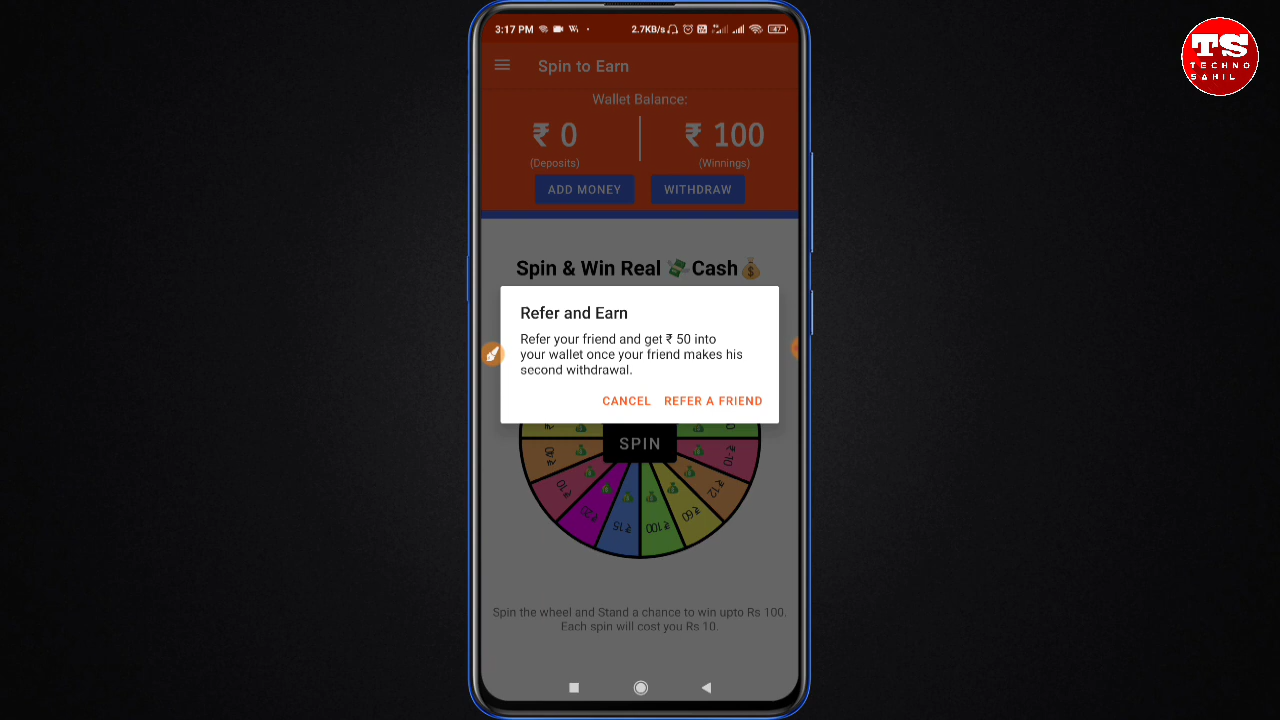 3:17 PM
2.7KB/s
47
TS
TECHNO
SAHIL
Spin to Earn
Wallet Balance:
₹ 0
₹ 100
(Deposits)
(Winnings)
ADD MONEY
WITHDRAW
Spin & Win Real 💸Cash💰
Refer and Earn
Refer your friend and get ₹ 50 into
your wallet once your friend makes his
second withdrawal.
CANCEL
REFER A FRIEND
SPIN
₹10
₹20
₹15
₹100
₹60
₹12
Spin the wheel and Stand a chance to win upto Rs 100.
Each spin will cost you Rs 10.